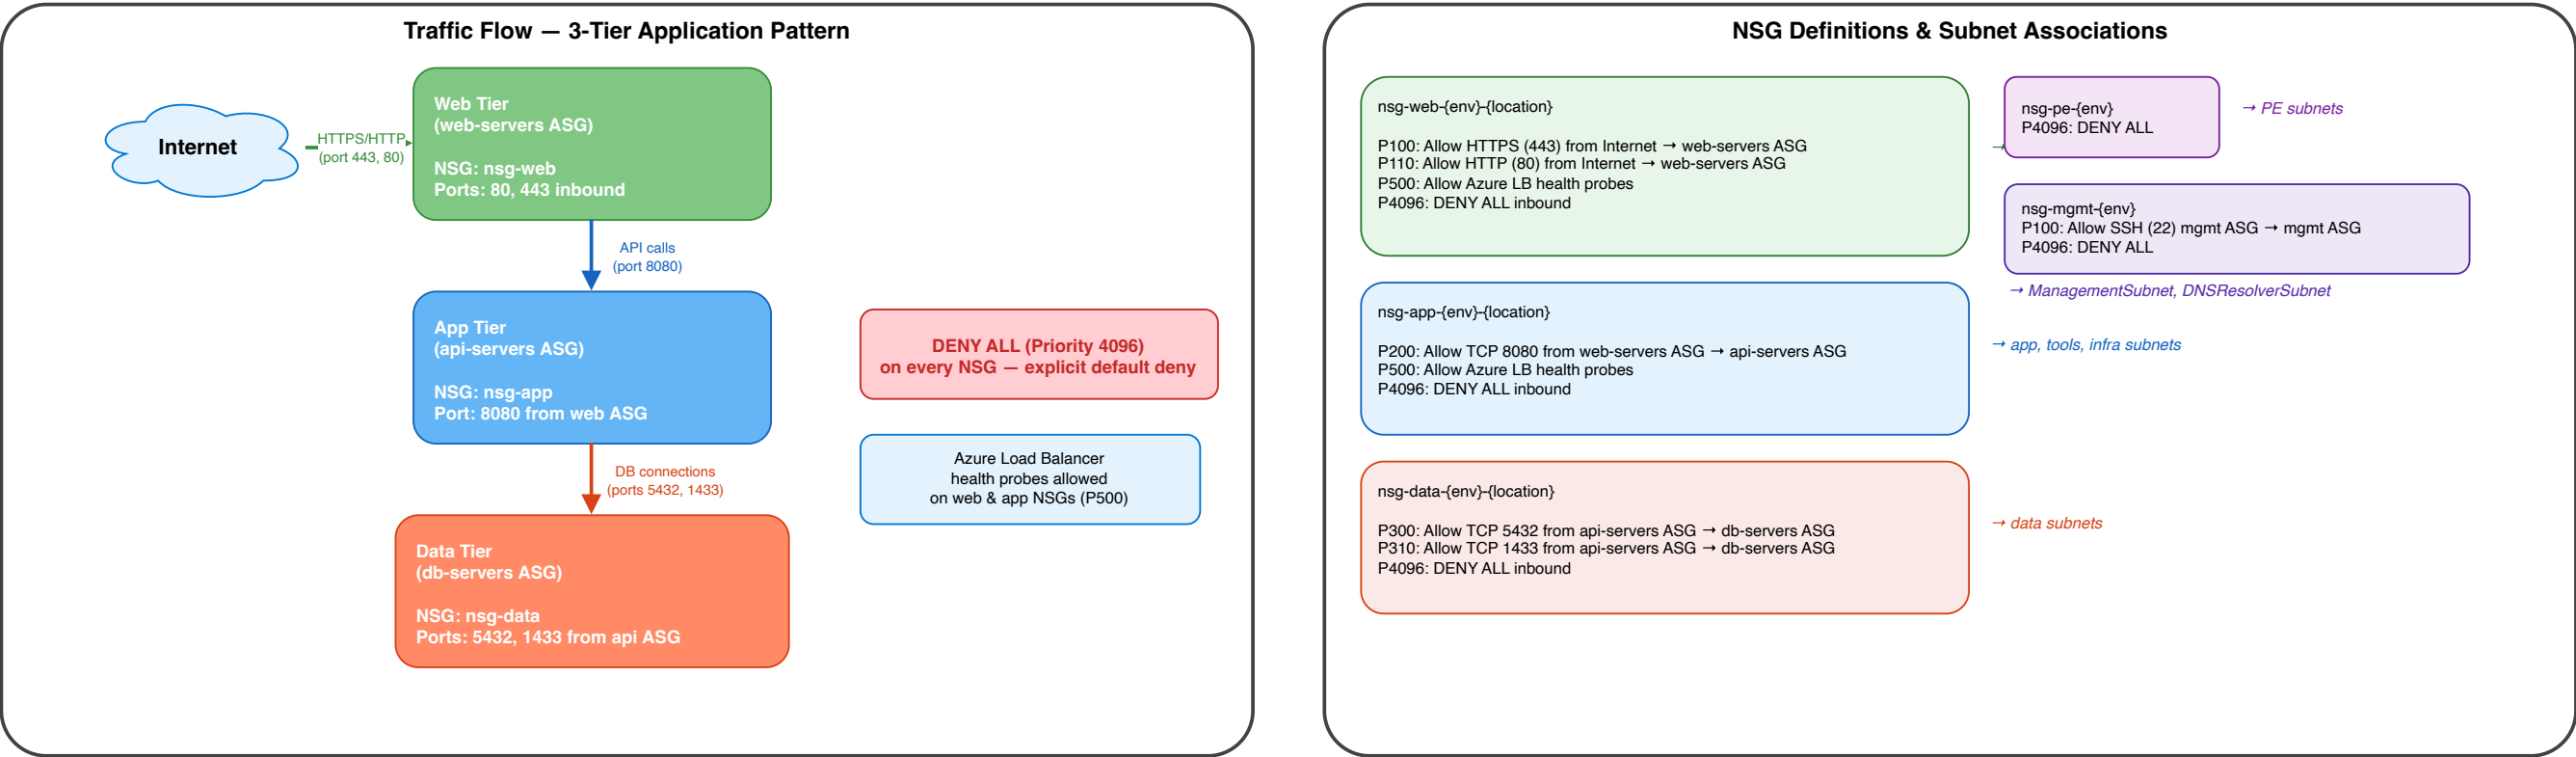 Traffic Flow — 3-Tier Application Pattern
Internet
HTTPS/HTTP
(port 443, 80)
Web Tier
(web-servers ASG)
NSG: nsg-web
Ports: 80, 443 inbound
API calls
(port 8080)
App Tier
(api-servers ASG)
NSG: nsg-app
Port: 8080 from web ASG
DB connections
(ports 5432, 1433)
Data Tier
(db-servers ASG)
NSG: nsg-data
Ports: 5432, 1433 from api ASG
DENY ALL (Priority 4096)
on every NSG — explicit default deny
Azure Load Balancer
health probes allowed
on web & app NSGs (P500)
NSG Definitions & Subnet Associations
nsg-web-{env}-{location}
P100: Allow HTTPS (443) from Internet → web-servers ASG
P110: Allow HTTP (80) from Internet → web-servers ASG
P500: Allow Azure LB health probes
P4096: DENY ALL inbound
→
nsg-pe-{env}
P4096: DENY ALL
→ PE subnets
nsg-mgmt-{env}
P100: Allow SSH (22) mgmt ASG → mgmt ASG
P4096: DENY ALL
→ ManagementSubnet, DNSResolverSubnet
nsg-app-{env}-{location}
P200: Allow TCP 8080 from web-servers ASG → api-servers ASG
P500: Allow Azure LB health probes
P4096: DENY ALL inbound
→ app, tools, infra subnets
nsg-data-{env}-{location}
P300: Allow TCP 5432 from api-servers ASG → db-servers ASG
P310: Allow TCP 1433 from api-servers ASG → db-servers ASG
P4096: DENY ALL inbound
→ data subnets